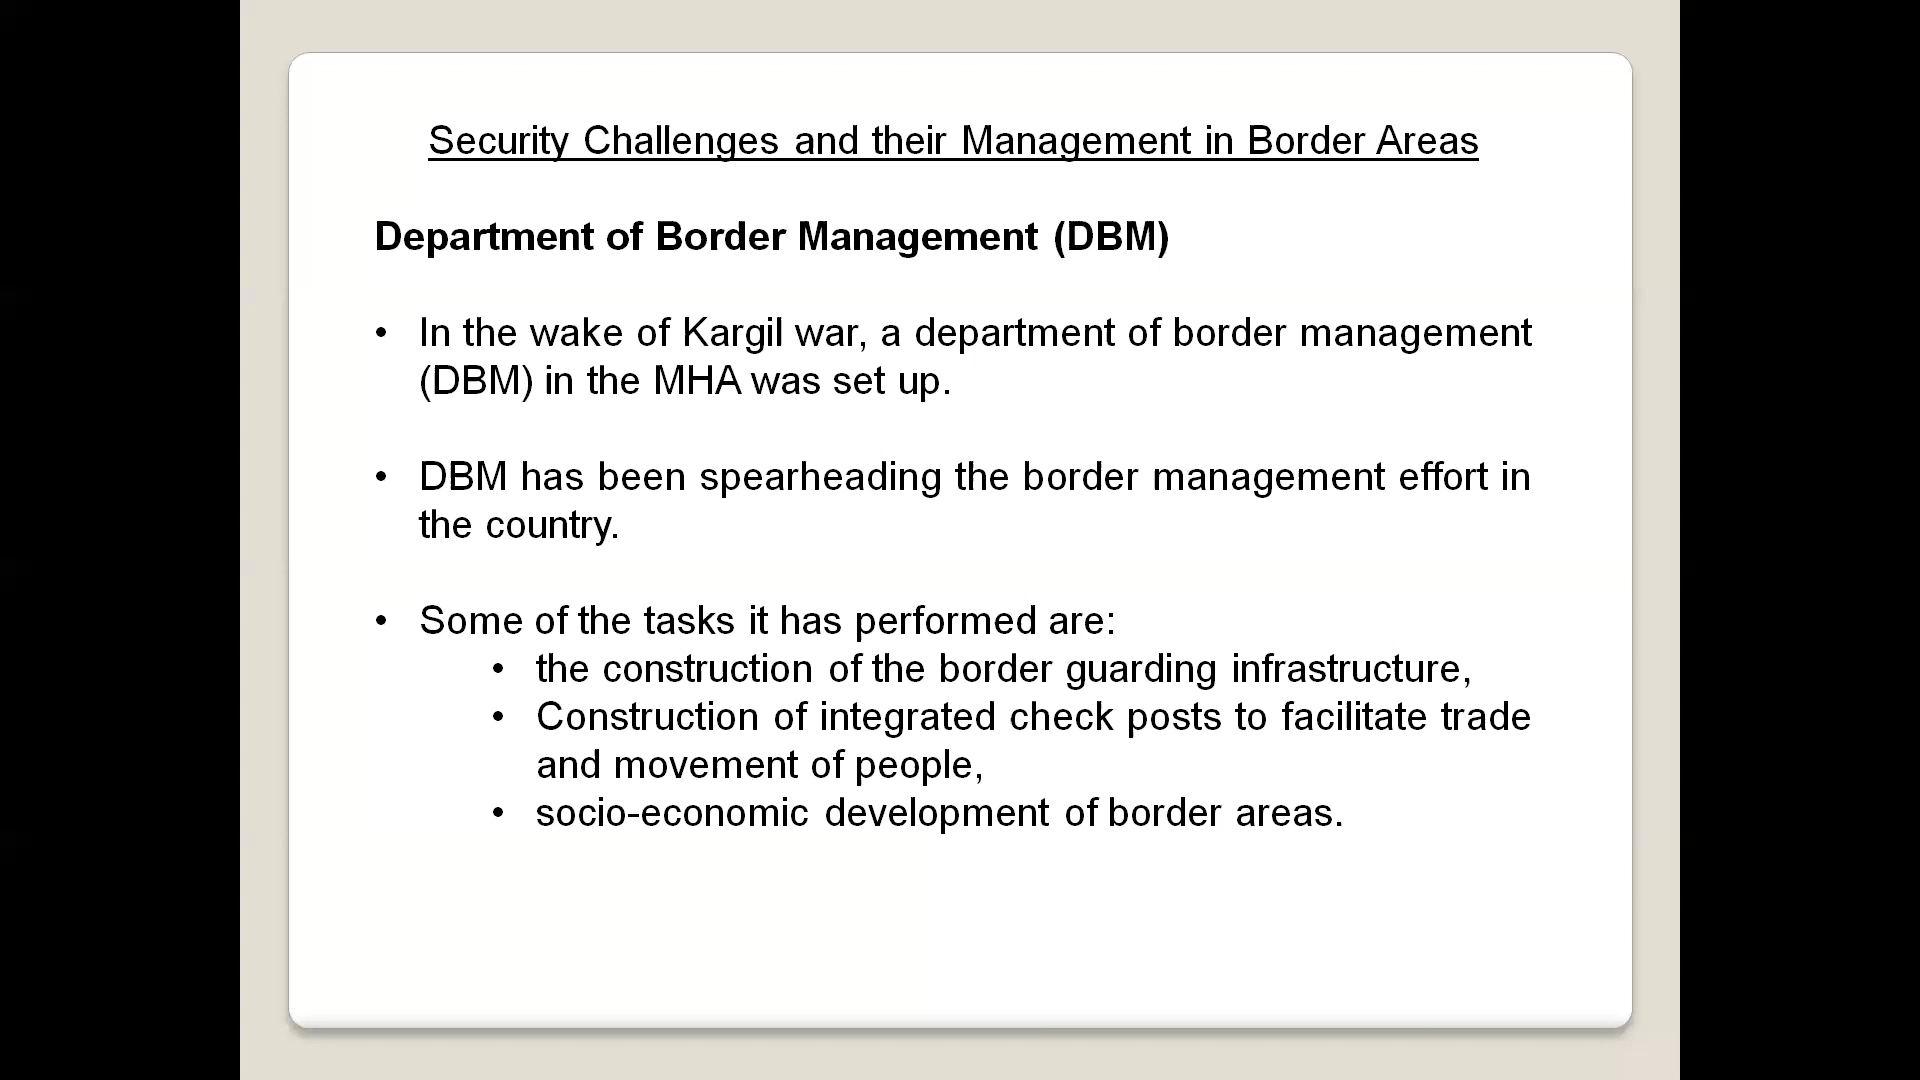 Security Challenges and their Management in Border Areas
Department of Border Management (DBM)
• In the wake of Kargil war, a department of border management
(DBM) in the MHA was set up.
• DBM has been spearheading the border management effort in
the country.
• Some of the tasks it has performed are:
• the construction of the border guarding infrastructure,
• Construction of integrated check posts to facilitate trade
and movement of people,
• socio-economic development of border areas.